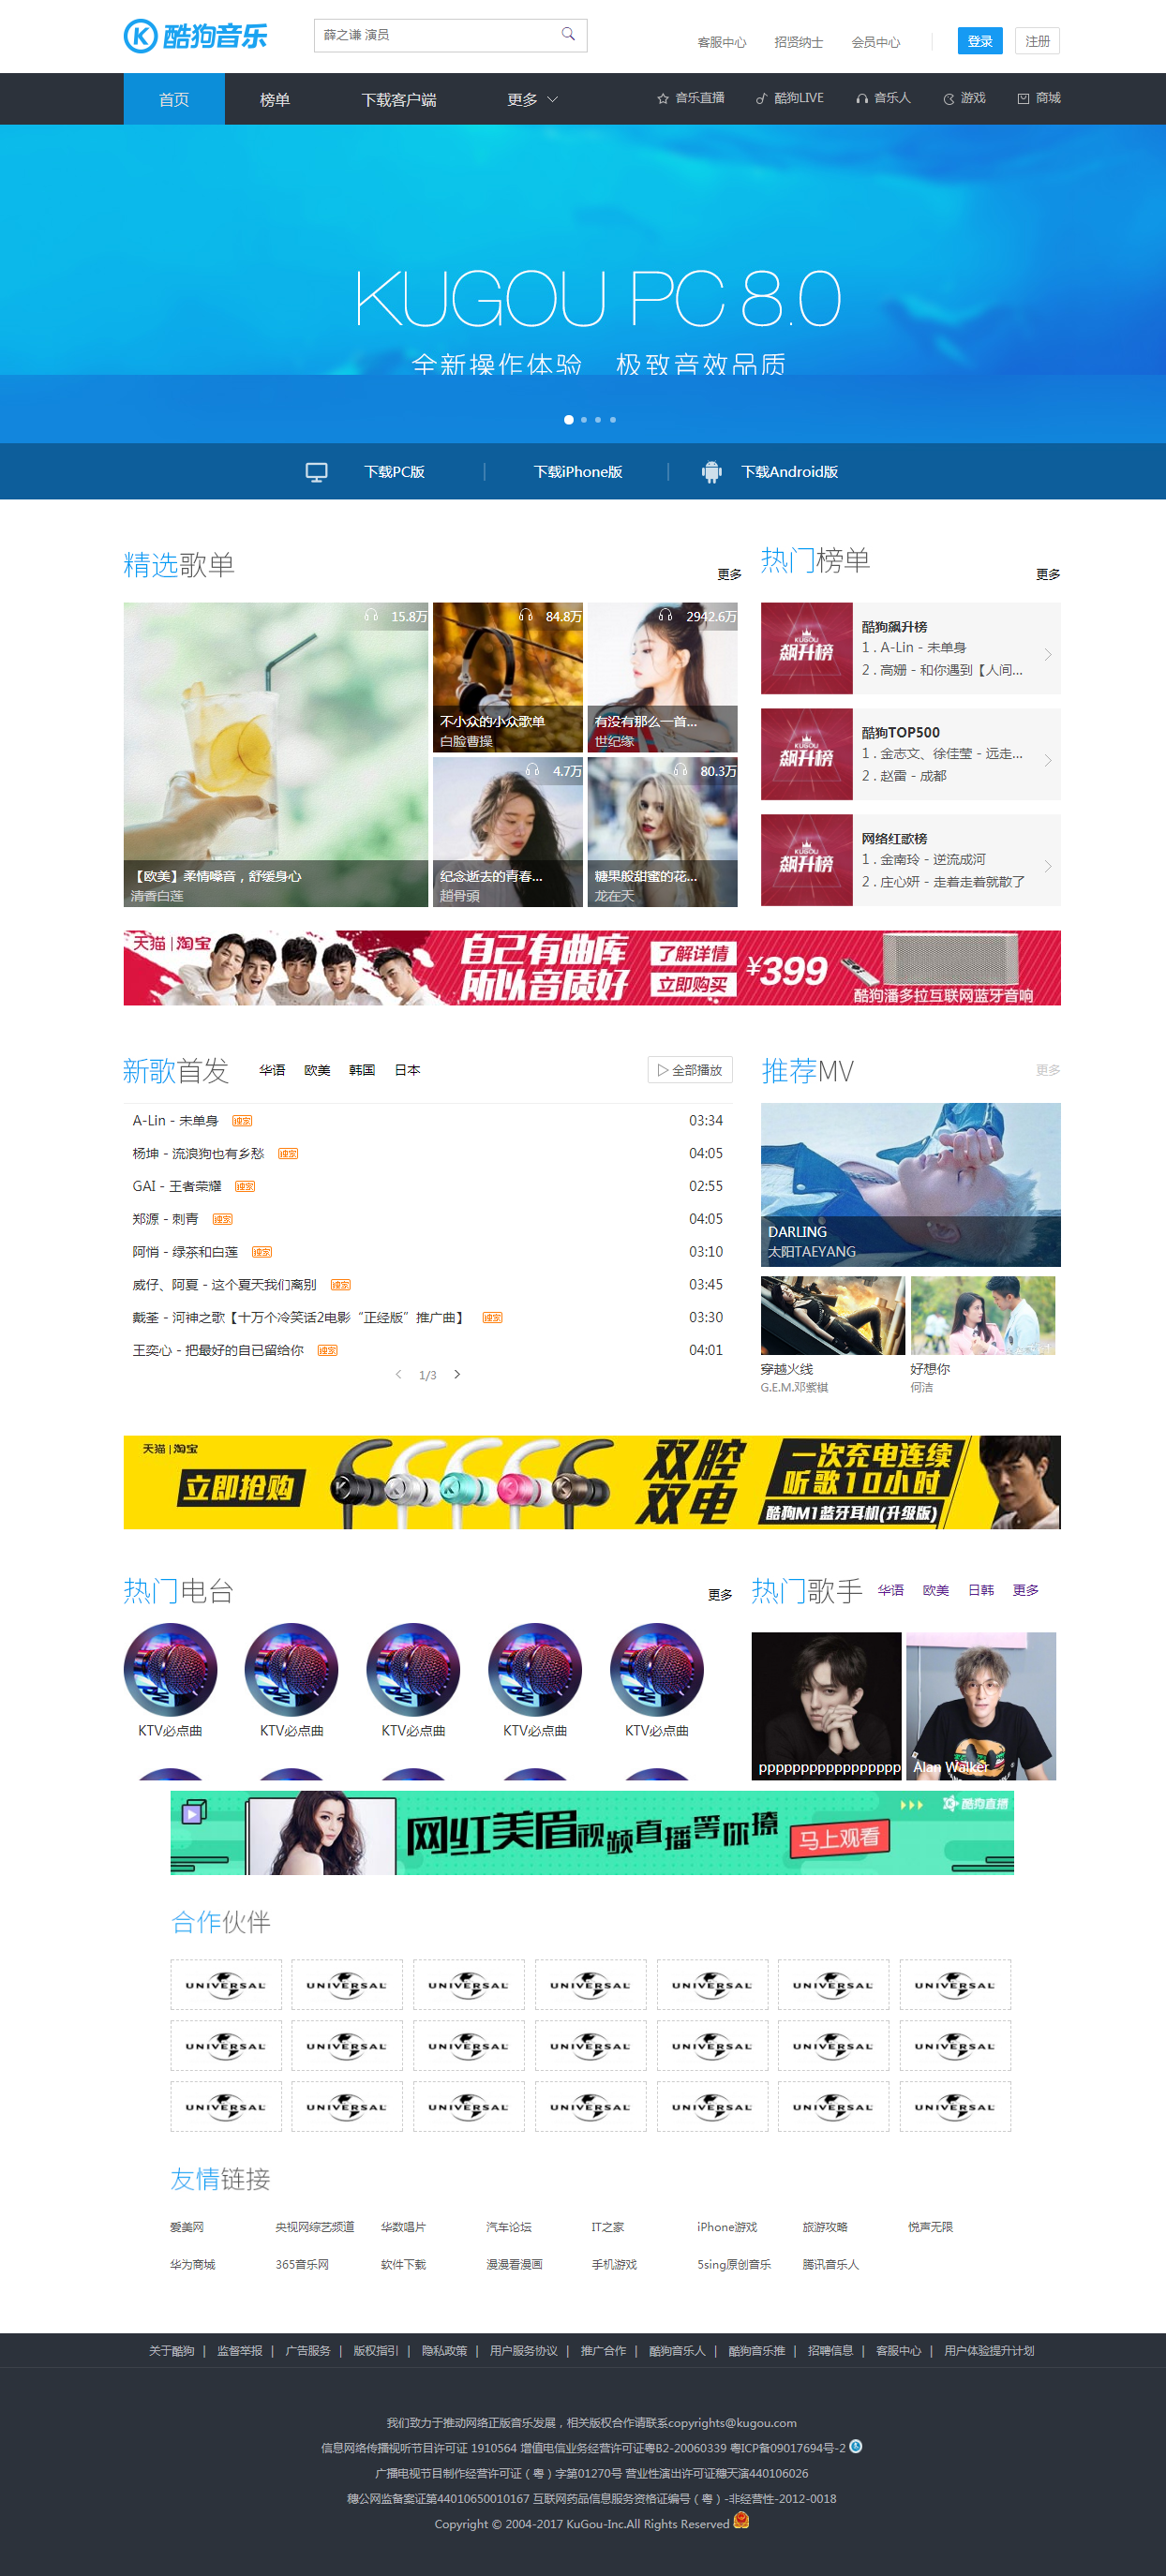 酷狗音乐
薛之谦 演员
客服中心 招贤纳士 会员中心 登录 注册
首页 榜单 下载客户端 更多 音乐直播 酷狗LIVE 音乐人 游戏 商城
KUGOU PC 8.0
全新操作体验 极致音效品质
下载PC版 下载iPhone版 下载Android版
精选歌单 更多
15.8万
【欧美】柔情嗓音，舒缓身心
清香白莲
84.8万
不小众的小众歌单
白脸曹操
2942.6万
有没有那么一首...
世纪缘
4.7万
纪念逝去的青春...
趙骨頭
80.3万
糖果般甜蜜的花...
龙在天
热门榜单 更多
KUGOU
飙升榜
酷狗飙升榜
1 . A-Lin - 未单身
2 . 高姗 - 和你遇到【人间...
KUGOU
飙升榜
酷狗TOP500
1 . 金志文、徐佳莹 - 远走...
2 . 赵雷 - 成都
KUGOU
飙升榜
网络红歌榜
1 . 金南玲 - 逆流成河
2 . 庄心妍 - 走着走着就散了
天猫 | 淘宝
自己有曲库
所以音质好
了解详情
立即购买
¥399
酷狗潘多拉互联网蓝牙音响
新歌首发 华语 欧美 韩国 日本 全部播放
A-Lin - 未单身 独家 03:34
杨坤 - 流浪狗也有乡愁 独家 04:05
GAI - 王者荣耀 独家 02:55
郑源 - 刺青 独家 04:05
阿悄 - 绿茶和白莲 独家 03:10
威仔、阿夏 - 这个夏天我们离别 独家 03:45
戴荃 - 河神之歌【十万个冷笑话2电影“正经版”推广曲】 独家 03:30
王奕心 - 把最好的自已留给你 独家 04:01
1/3
推荐MV 更多
DARLING
太阳TAEYANG
穿越火线
G.E.M.邓紫棋
好想你
何洁
天猫 | 淘宝
立即抢购
双腔
双电
一次充电连续
听歌10小时
酷狗M1蓝牙耳机(升级版)
热门电台 更多
KTV必点曲 KTV必点曲 KTV必点曲 KTV必点曲 KTV必点曲
热门歌手 华语 欧美 日韩 更多
pppppppppppppppppp
Alan Walker
网红美眉视频直播等你撩
马上观看
酷狗直播
合作伙伴
UNIVERSAL UNIVERSAL UNIVERSAL UNIVERSAL UNIVERSAL UNIVERSAL UNIVERSAL
UNIVERSAL UNIVERSAL UNIVERSAL UNIVERSAL UNIVERSAL UNIVERSAL UNIVERSAL
UNIVERSAL UNIVERSAL UNIVERSAL UNIVERSAL UNIVERSAL UNIVERSAL UNIVERSAL
友情链接
爱美网 央视网综艺频道 华数唱片 汽车论坛 IT之家 iPhone游戏 旅游攻略 悦声无限
华为商城 365音乐网 软件下载 漫漫看漫画 手机游戏 5sing原创音乐 腾讯音乐人
关于酷狗 | 监督举报 | 广告服务 | 版权指引 | 隐私政策 | 用户服务协议 | 推广合作 | 酷狗音乐人 | 酷狗音乐推 | 招聘信息 | 客服中心 | 用户体验提升计划
我们致力于推动网络正版音乐发展，相关版权合作请联系copyrights@kugou.com
信息网络传播视听节目许可证 1910564 增值电信业务经营许可证粤B2-20060339 粤ICP备09017694号-2
广播电视节目制作经营许可证（粤）字第01270号 营业性演出许可证穗天演440106026
穗公网监备案证第44010650010167 互联网药品信息服务资格证编号（粤）-非经营性-2012-0018
Copyright © 2004-2017 KuGou-Inc.All Rights Reserved